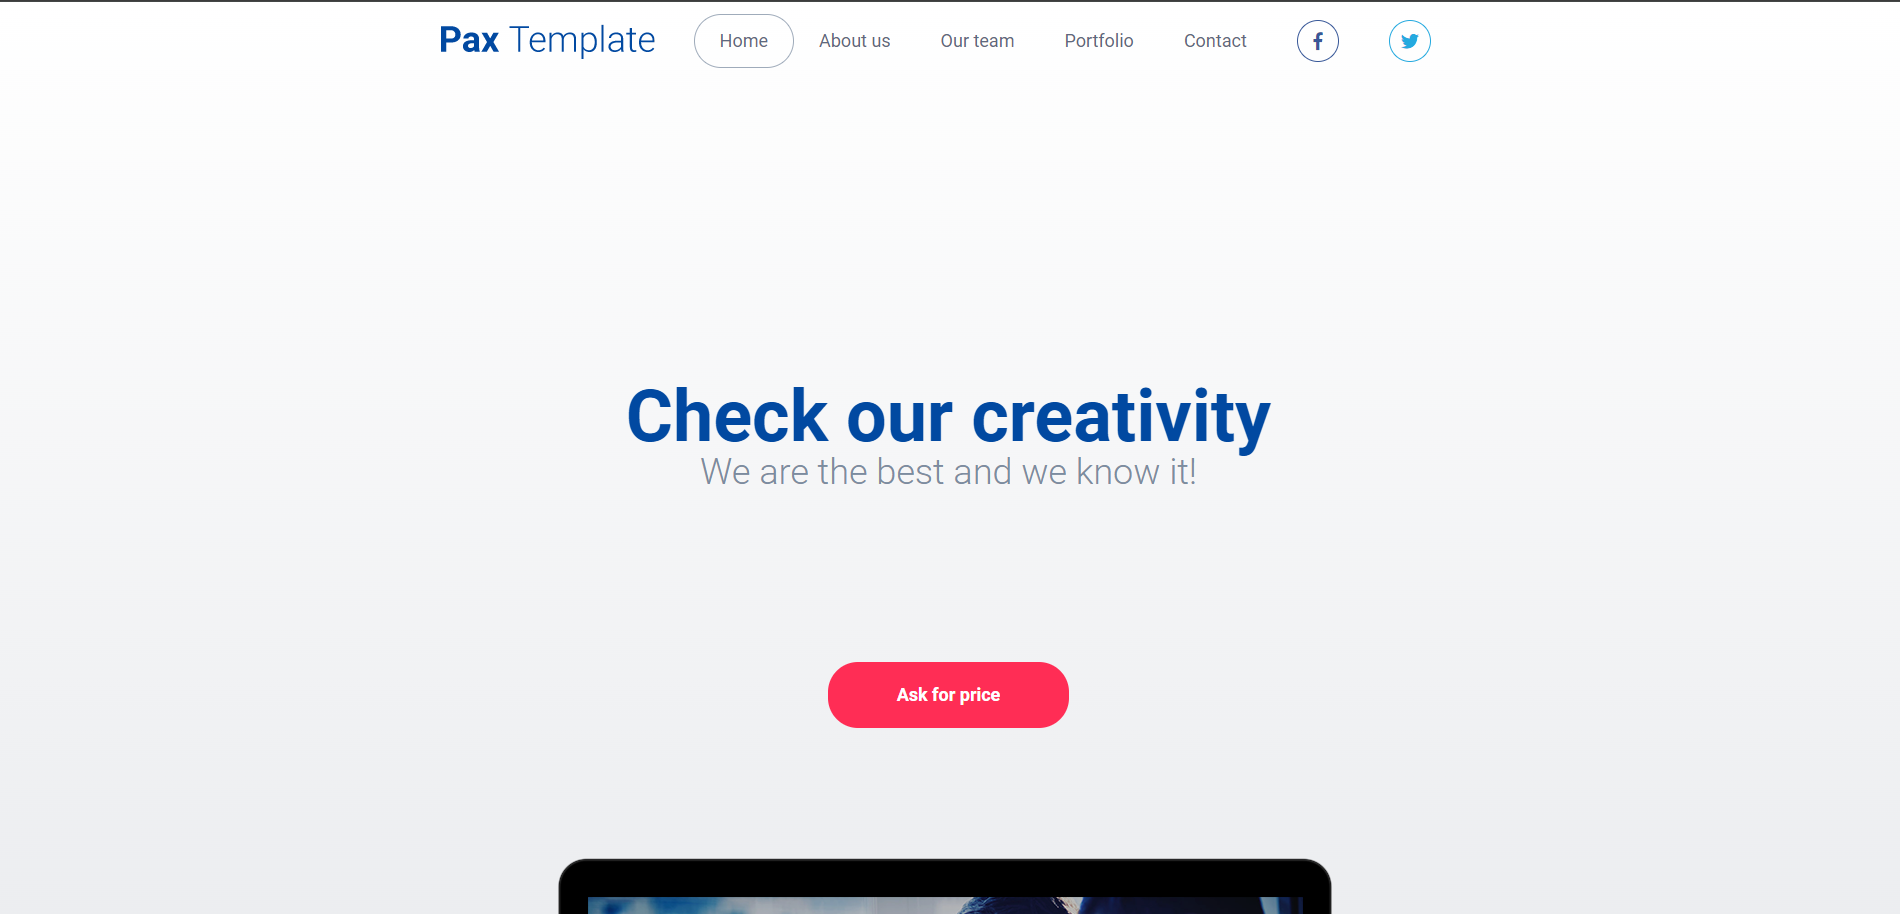 Pax Template
Home
About us
Our team
Portfolio
Contact
Check our creativity
We are the best and we know it!
Ask for price